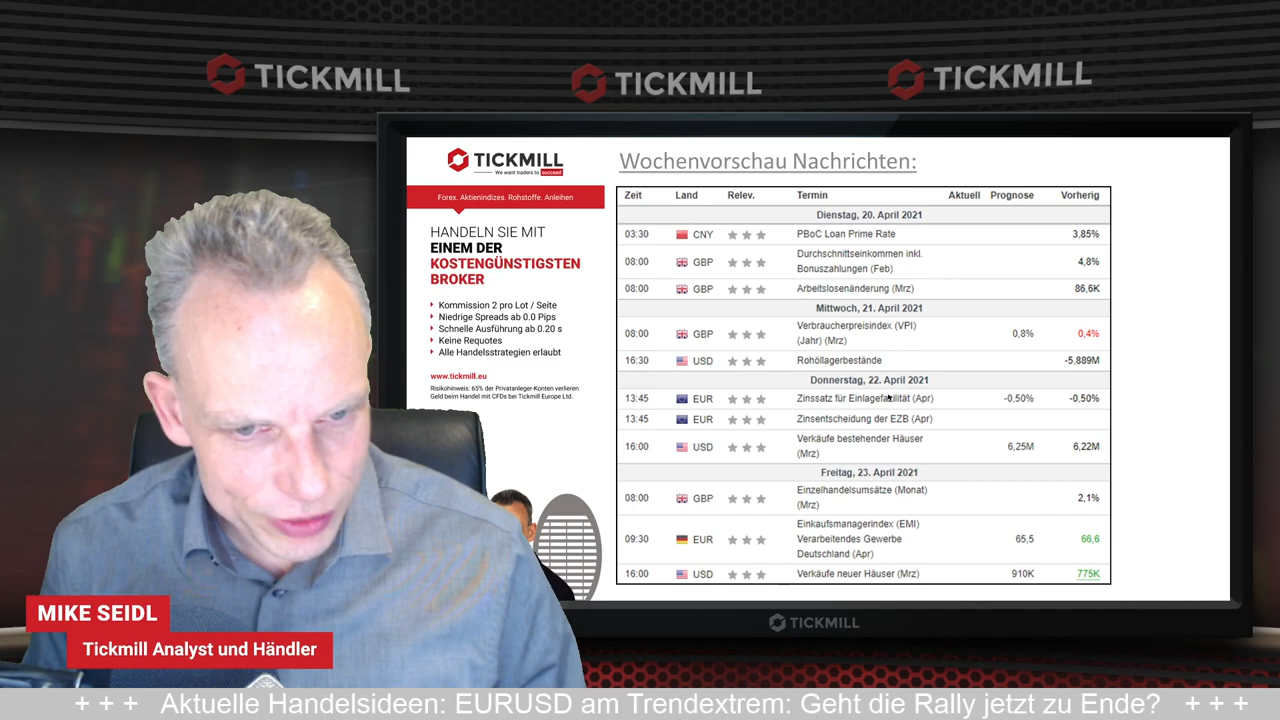 TICKMILL
TICKMILL
TICKMILL
TICKMILL
We want traders to succeed
Forex. Aktienindizes. Rohstoffe. Anleihen
HANDELN SIE MIT
EINEM DER
KOSTENGÜNSTIGSTEN
BROKER
Kommission 2 pro Lot / Seite
Niedrige Spreads ab 0.0 Pips
Schnelle Ausführung ab 0.20 s
Keine Requotes
Alle Handelsstrategien erlaubt
www.tickmill.eu
Risikohinweis: 65% der Privatanleger-Konten verlieren
Geld beim Handel mit CFDs bei Tickmill Europe Ltd.
Wochenvorschau Nachrichten:
Zeit Land Relev. Termin Aktuell Prognose Vorherig
Dienstag, 20. April 2021
03:30 CNY PBoC Loan Prime Rate 3,85%
08:00 GBP Durchschnittseinkommen inkl. Bonuszahlungen (Feb) 4,8%
08:00 GBP Arbeitslosenänderung (Mrz) 86,6K
Mittwoch, 21. April 2021
08:00 GBP Verbraucherpreisindex (VPI) (Jahr) (Mrz) 0,8% 0,4%
16:30 USD Rohöllagerbestände -5,889M
Donnerstag, 22. April 2021
13:45 EUR Zinssatz für Einlagefazilität (Apr) -0,50% -0,50%
13:45 EUR Zinsentscheidung der EZB (Apr)
16:00 USD Verkäufe bestehender Häuser (Mrz) 6,25M 6,22M
Freitag, 23. April 2021
08:00 GBP Einzelhandelsumsätze (Monat) (Mrz) 2,1%
09:30 EUR Einkaufsmanagerindex (EMI) Verarbeitendes Gewerbe Deutschland (Apr) 65,5 66,6
16:00 USD Verkäufe neuer Häuser (Mrz) 910K 775K
TICKMILL
MIKE SEIDL
Tickmill Analyst und Händler
+ + + Aktuelle Handelsideen: EURUSD am Trendextrem: Geht die Rally jetzt zu Ende? + + +